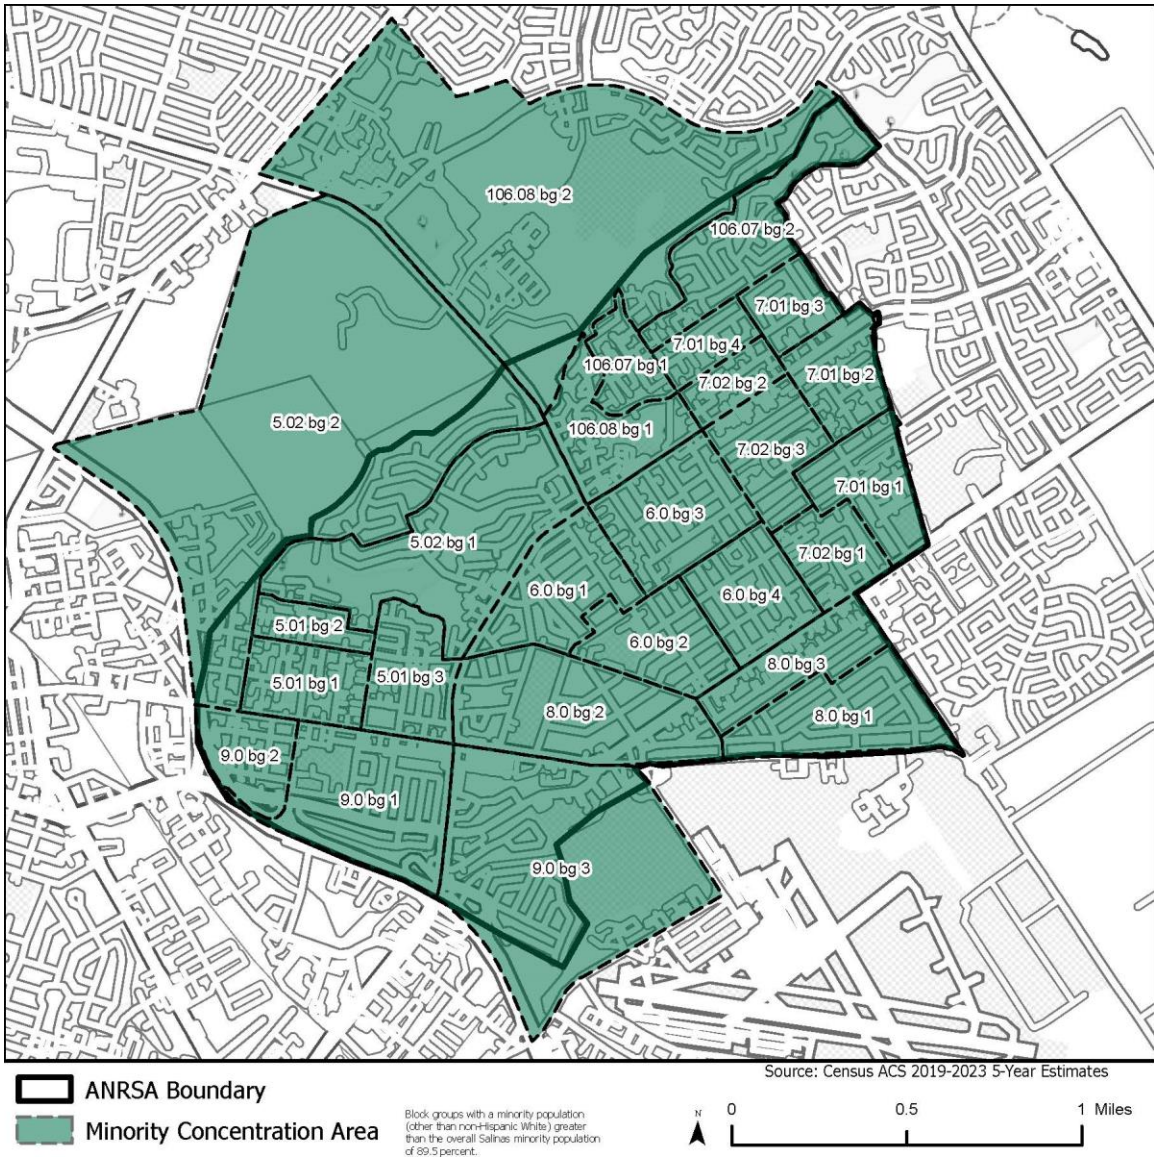 106.08 bg 2
106.07 bg 2
7.01 bg 3
7.01 bg 4
106.07 bg 1
7.02 bg 2
7.01 bg 2
5.02 bg 2
106.08 bg 1
7.02 bg 3
7.01 bg 1
6.0 bg 3
5.02 bg 1
7.02 bg 1
6.0 bg 1
6.0 bg 4
5.01 bg 2
6.0 bg 2
8.0 bg 3
5.01 bg 3
5.01 bg 1
8.0 bg 2
8.0 bg 1
9.0 bg 2
9.0 bg 1
9.0 bg 3
Source: Census ACS 2019-2023 5-Year Estimates
ANRSA Boundary
Minority Concentration Area
Block groups with a minority population
(other than non-Hispanic White) greater
than the overall Salinas minority population
of 89.5 percent.
N
0 0.5 1 Miles